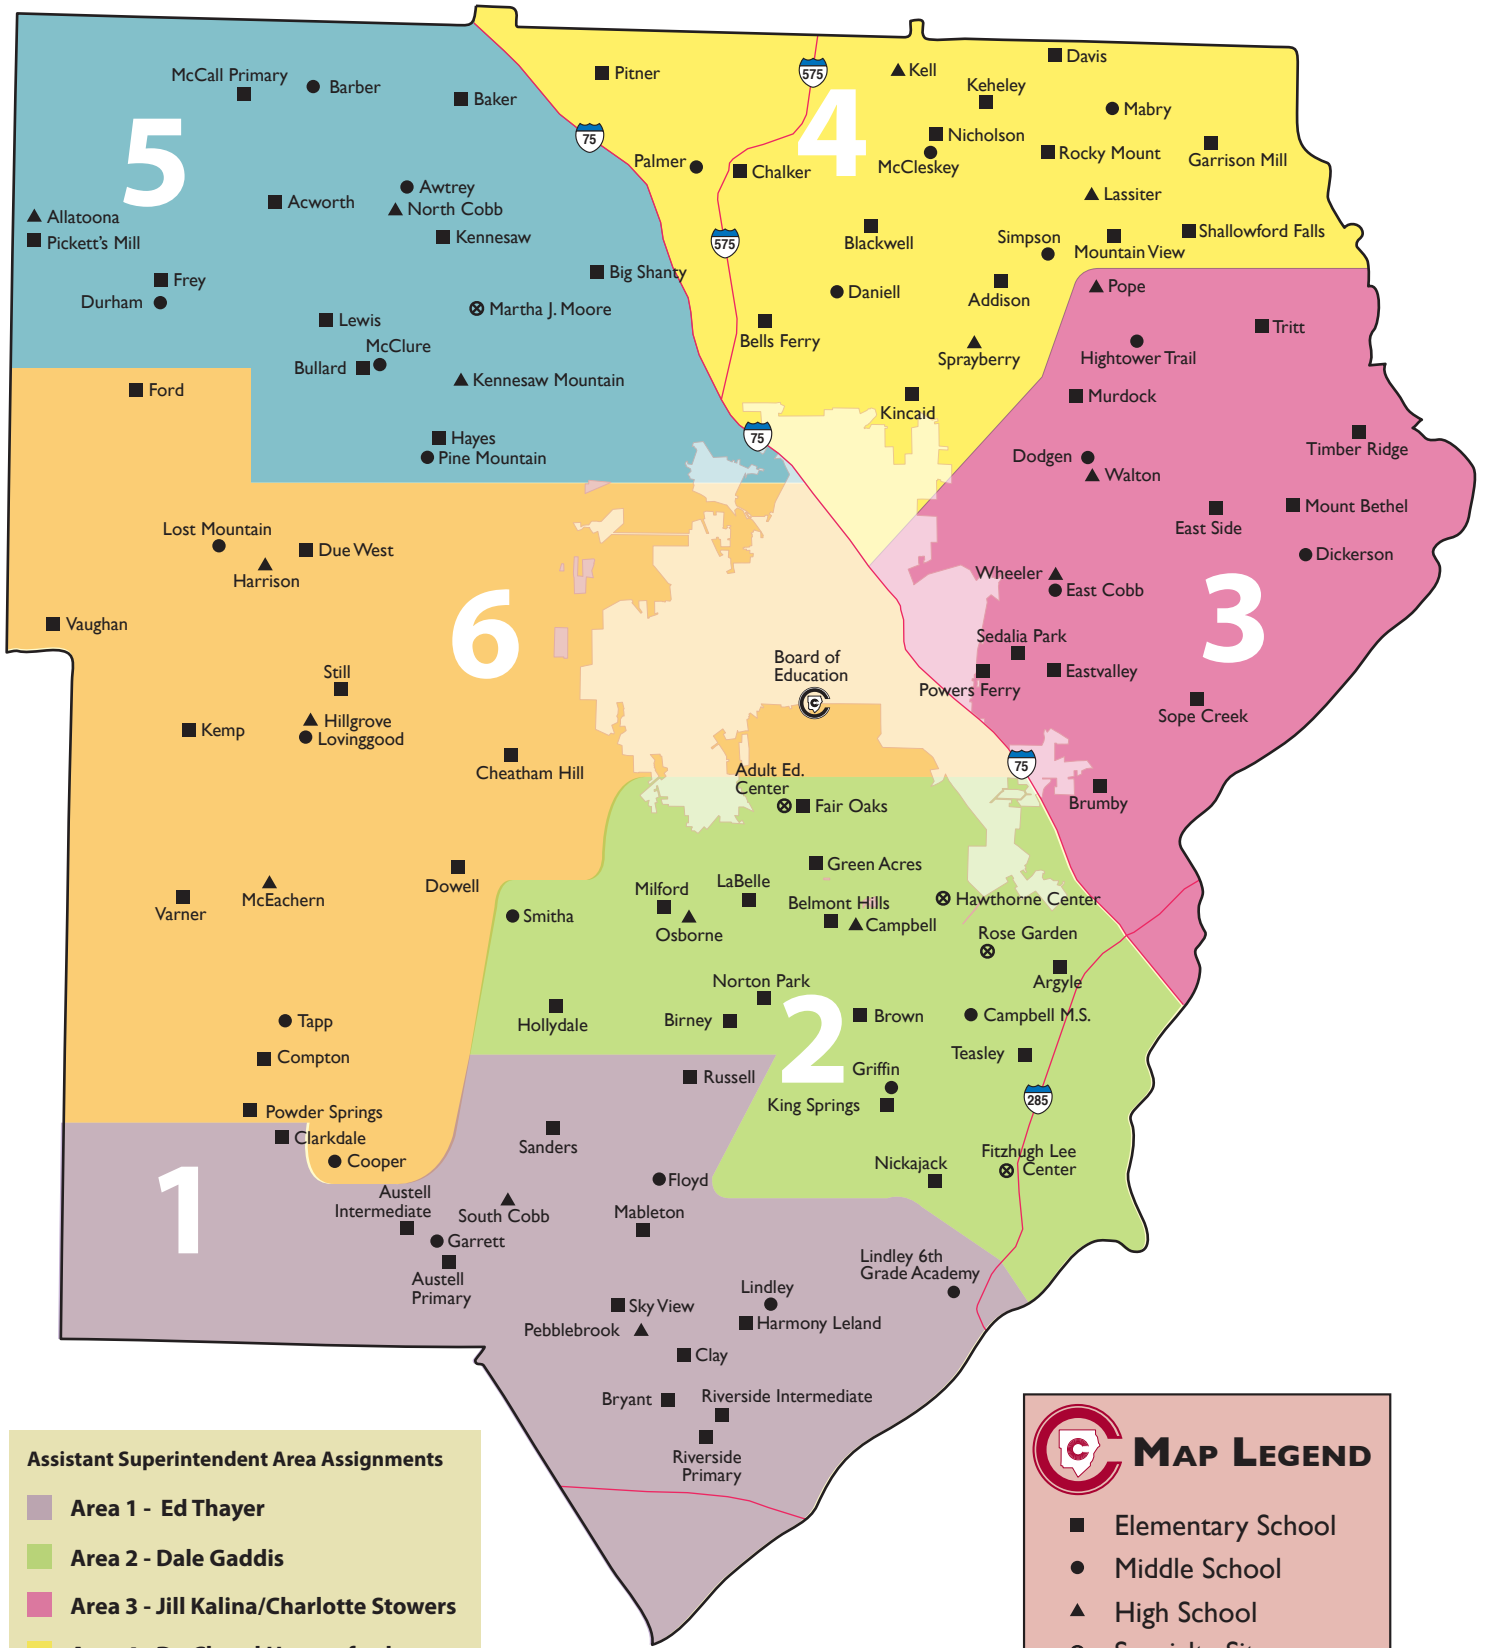 McCall Primary
Barber
Baker
5
Acworth
Awtrey
North Cobb
Kennesaw
Allatoona
Pickett's Mill
Frey
Durham
Big Shanty
Martha J. Moore
Lewis
McClure
Bullard
Kennesaw Mountain
Hayes
Pine Mountain
75
Pitner
575
Kell
Davis
Keheley
4
Mabry
Nicholson
McCleskey
Rocky Mount
Garrison Mill
Palmer
Chalker
Lassiter
Blackwell
Simpson
Mountain View
Shallowford Falls
575
Daniell
Addison
Bells Ferry
Sprayberry
Kincaid
75
Pope
Tritt
Hightower Trail
Murdock
Timber Ridge
Dodgen
Walton
East Side
Mount Bethel
Dickerson
Wheeler
East Cobb
3
Sedalia Park
Eastvalley
Powers Ferry
Sope Creek
75
Brumby
Ford
Lost Mountain
Due West
Harrison
6
Vaughan
Still
Hillgrove
Lovinggood
Kemp
Cheatham Hill
Board of
Education
Dowell
McEachern
Varner
Tapp
Compton
Powder Springs
Clarkdale
Cooper
Adult Ed.
Center
Fair Oaks
Green Acres
Milford
LaBelle
Belmont Hills
Hawthorne Center
Smitha
Osborne
Campbell
Rose Garden
Argyle
Norton Park
Hollydale
Birney
2
Brown
Campbell M.S.
Teasley
Griffin
King Springs
285
Nickajack
Fitzhugh Lee
Center
Russell
Sanders
1
Floyd
Austell
Intermediate
South Cobb
Mableton
Garrett
Austell
Primary
Lindley 6th
Grade Academy
Lindley
Sky View
Harmony Leland
Pebblebrook
Clay
Bryant
Riverside Intermediate
Riverside
Primary
Assistant Superintendent Area Assignments
Area 1 - Ed Thayer
Area 2 - Dale Gaddis
Area 3 - Jill Kalina/Charlotte Stowers
C
MAP LEGEND
Elementary School
Middle School
High School